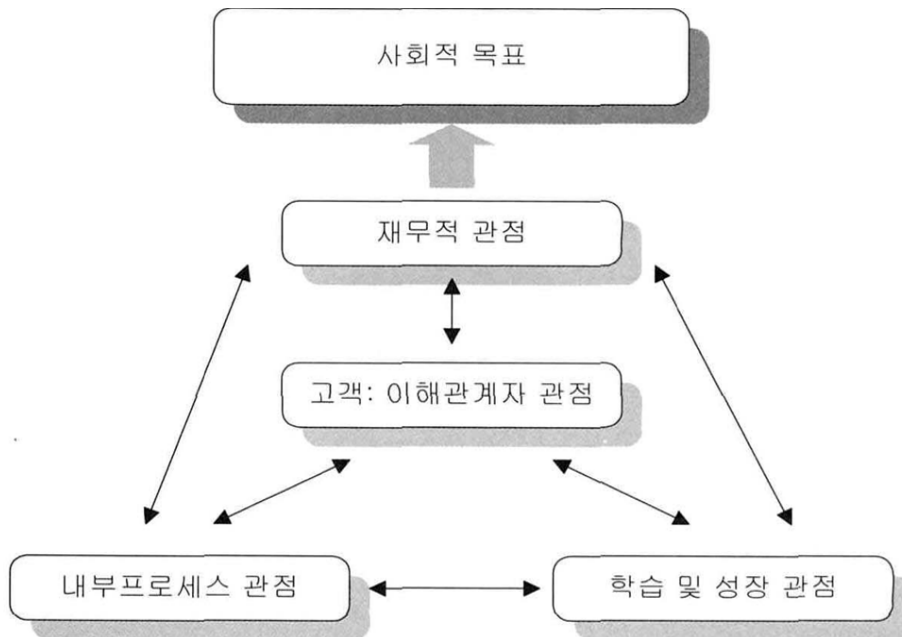 사회적 목표
재무적 관점
고객: 이해관계자 관점
내부프로세스 관점
학습 및 성장 관점